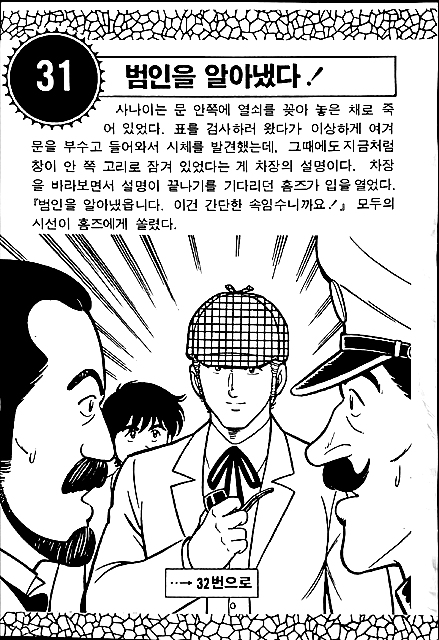 31
범인을 알아냈다!
사나이는 문 안쪽에 열쇠를 꽂아 놓은 채로 죽
어 있었다. 표를 검사하러 왔다가 이상하게 여겨
문을 부수고 들어와서 시체를 발견했는데, 그때에도 지금처럼
창이 안 쪽 고리로 잠겨 있었다는 게 차장의 설명이다. 차장
을 바라보면서 설명이 끝나기를 기다리던 홈즈가 입을 열었다.
『범인을 알아냈읍니다. 이건 간단한 속임수니까요!』 모두의
시선이 홈즈에게 쏠렸다.
···→ 32번으로